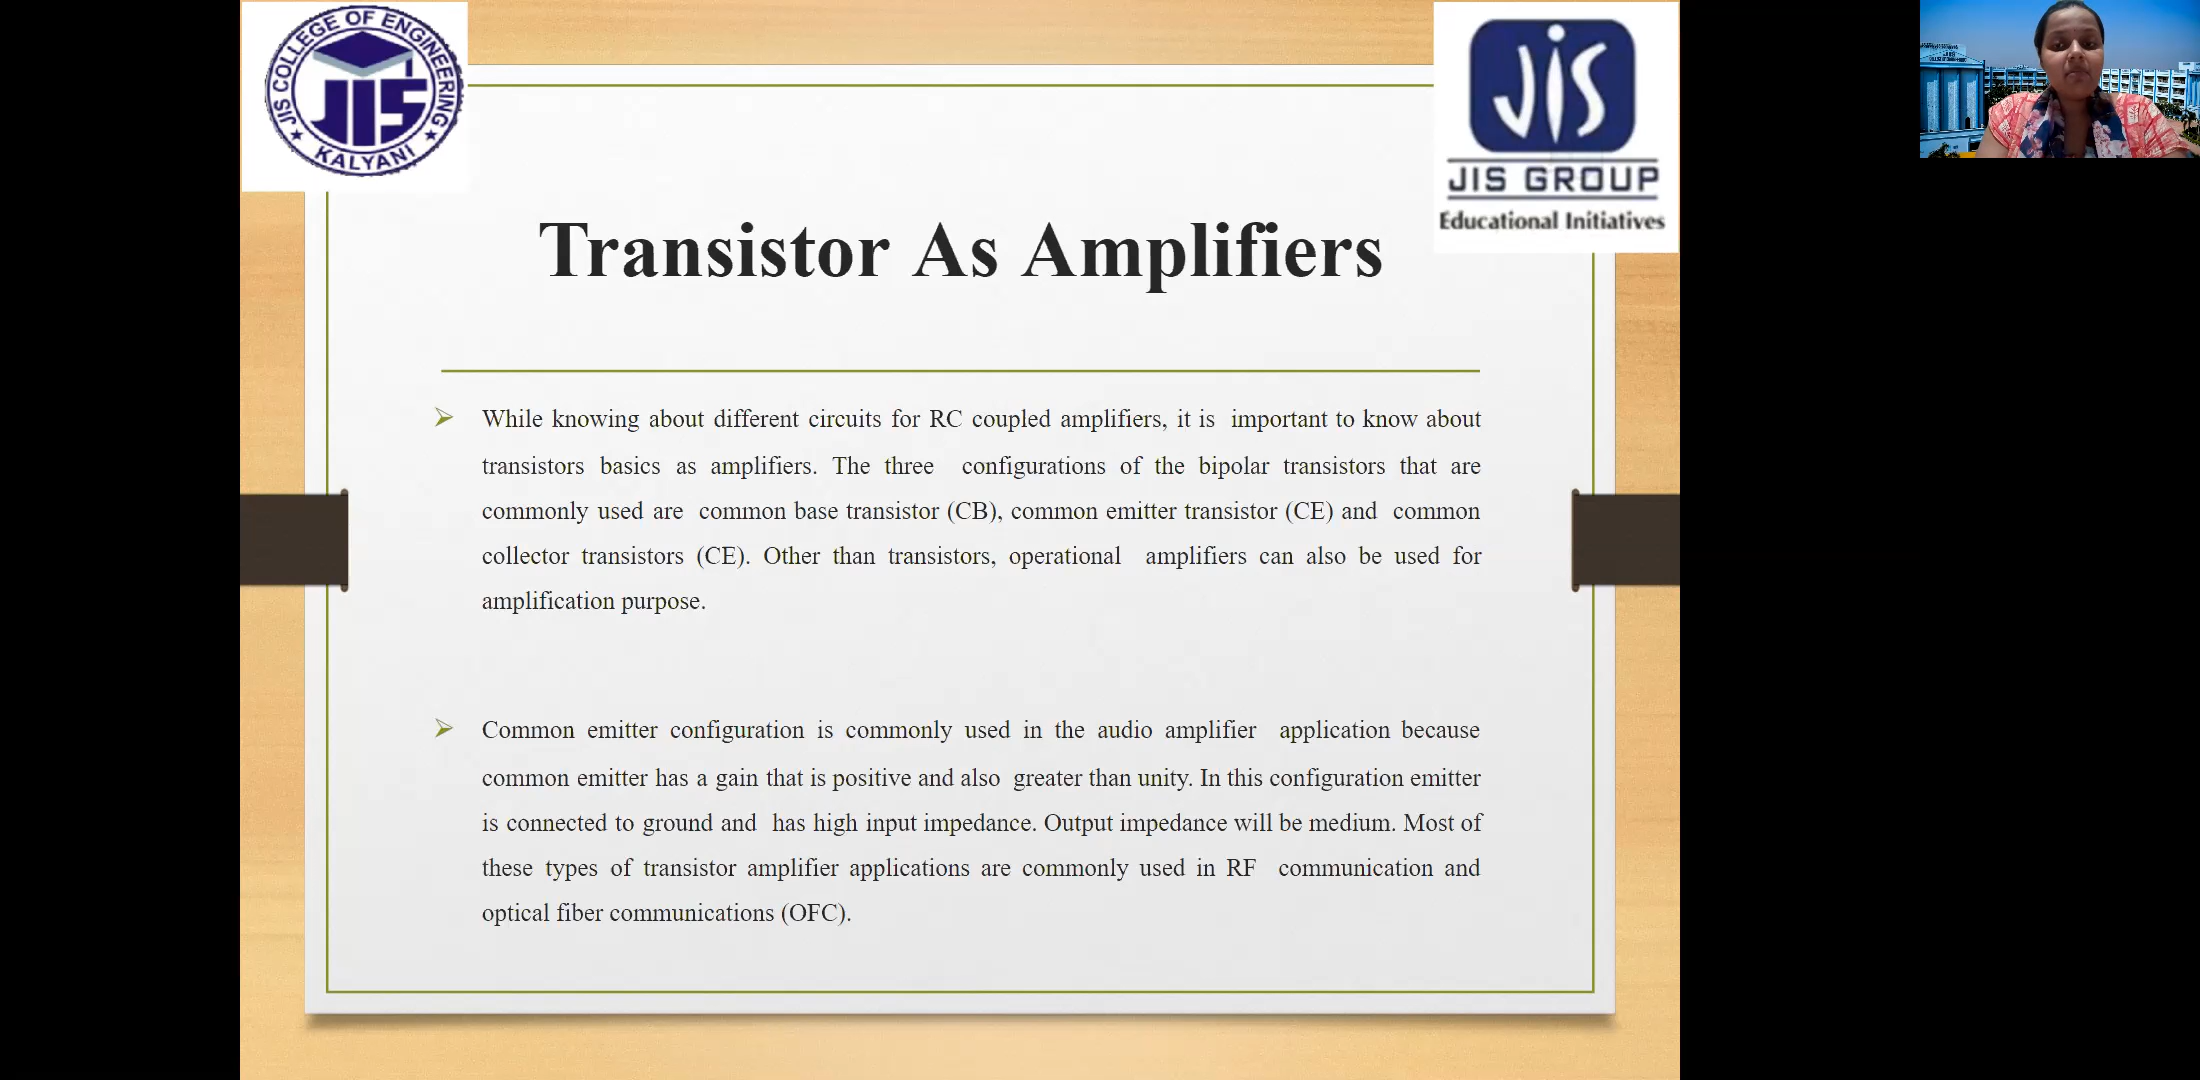 JIS COLLEGE OF ENGINEERING
JIS
KALYANI
JIS
JIS GROUP
Educational Initiatives
Transistor As Amplifiers
While knowing about different circuits for RC coupled amplifiers, it is important to know about
transistors basics as amplifiers. The three configurations of the bipolar transistors that are
commonly used are common base transistor (CB), common emitter transistor (CE) and common
collector transistors (CE). Other than transistors, operational amplifiers can also be used for
amplification purpose.
Common emitter configuration is commonly used in the audio amplifier application because
common emitter has a gain that is positive and also greater than unity. In this configuration emitter
is connected to ground and has high input impedance. Output impedance will be medium. Most of
these types of transistor amplifier applications are commonly used in RF communication and
optical fiber communications (OFC).